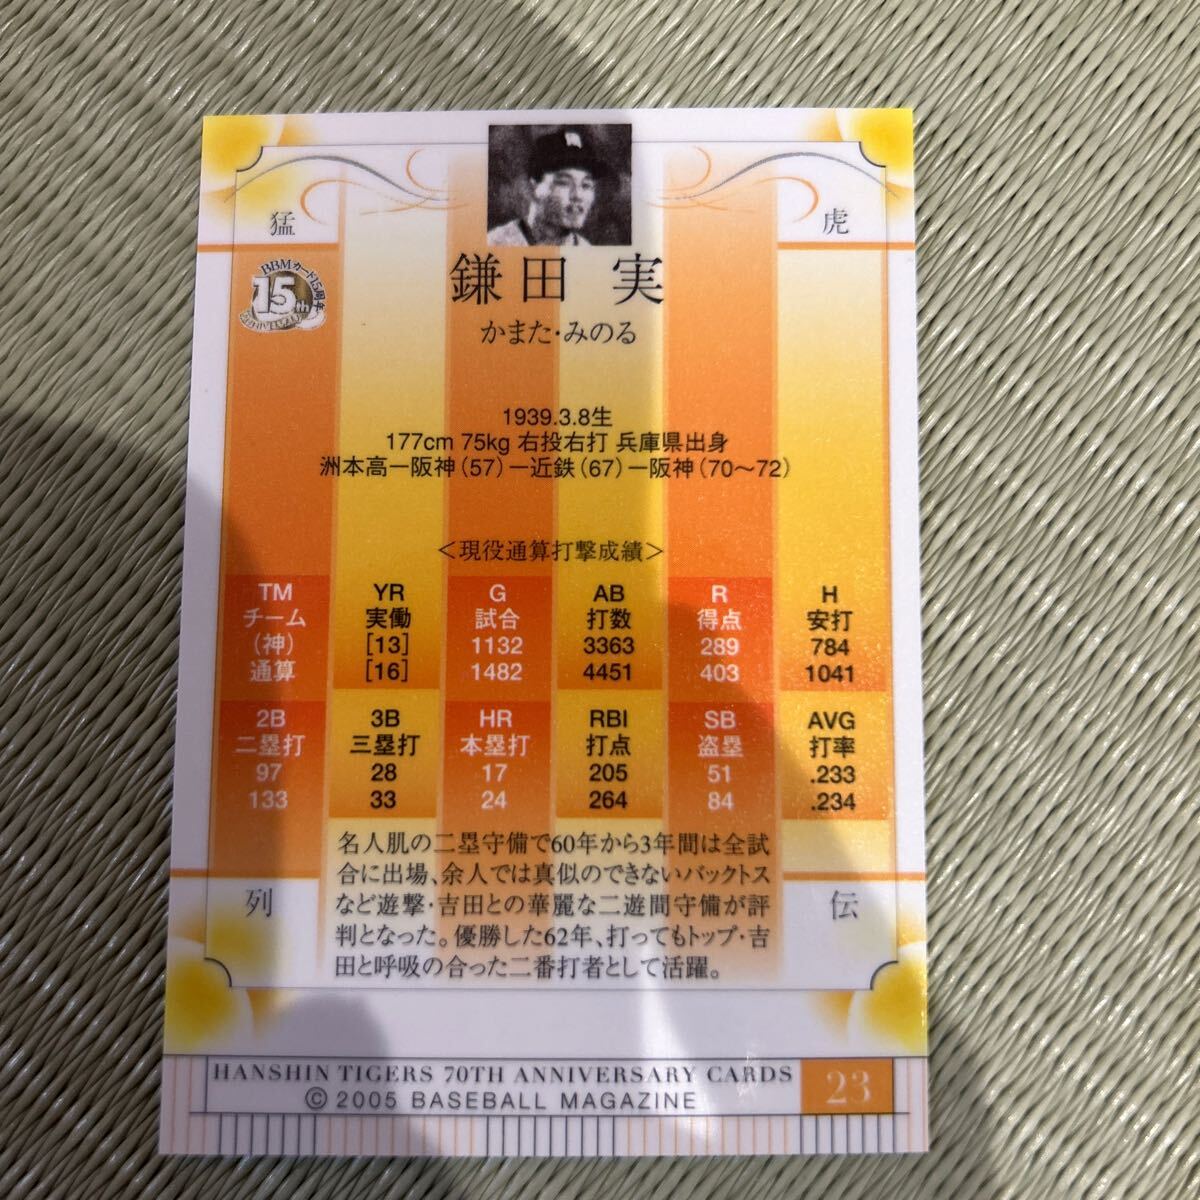 猛
虎
BBMカード15周年
15th
ANNIVERSARY
鎌田 実
かまた・みのる
1939.3.8生
177cm 75kg 右投右打 兵庫県出身
洲本高ー阪神（57）ー近鉄（67）ー阪神（70〜72）
＜現役通算打撃成績＞
TM YR G AB R H
チーム 実働 試合 打数 得点 安打
（神） [13] 1132 3363 289 784
通算 [16] 1482 4451 403 1041
2B 3B HR RBI SB AVG
二塁打 三塁打 本塁打 打点 盗塁 打率
97 28 17 205 51 .233
133 33 24 264 84 .234
名人肌の二塁守備で60年から3年間は全試
合に出場、余人では真似のできないバックトス
など遊撃・吉田との華麗な二遊間守備が評
判となった。優勝した62年、打ってもトップ・吉
田と呼吸の合った二番打者として活躍。
列
伝
HANSHIN TIGERS 70TH ANNIVERSARY CARDS
© 2005 BASEBALL MAGAZINE
23